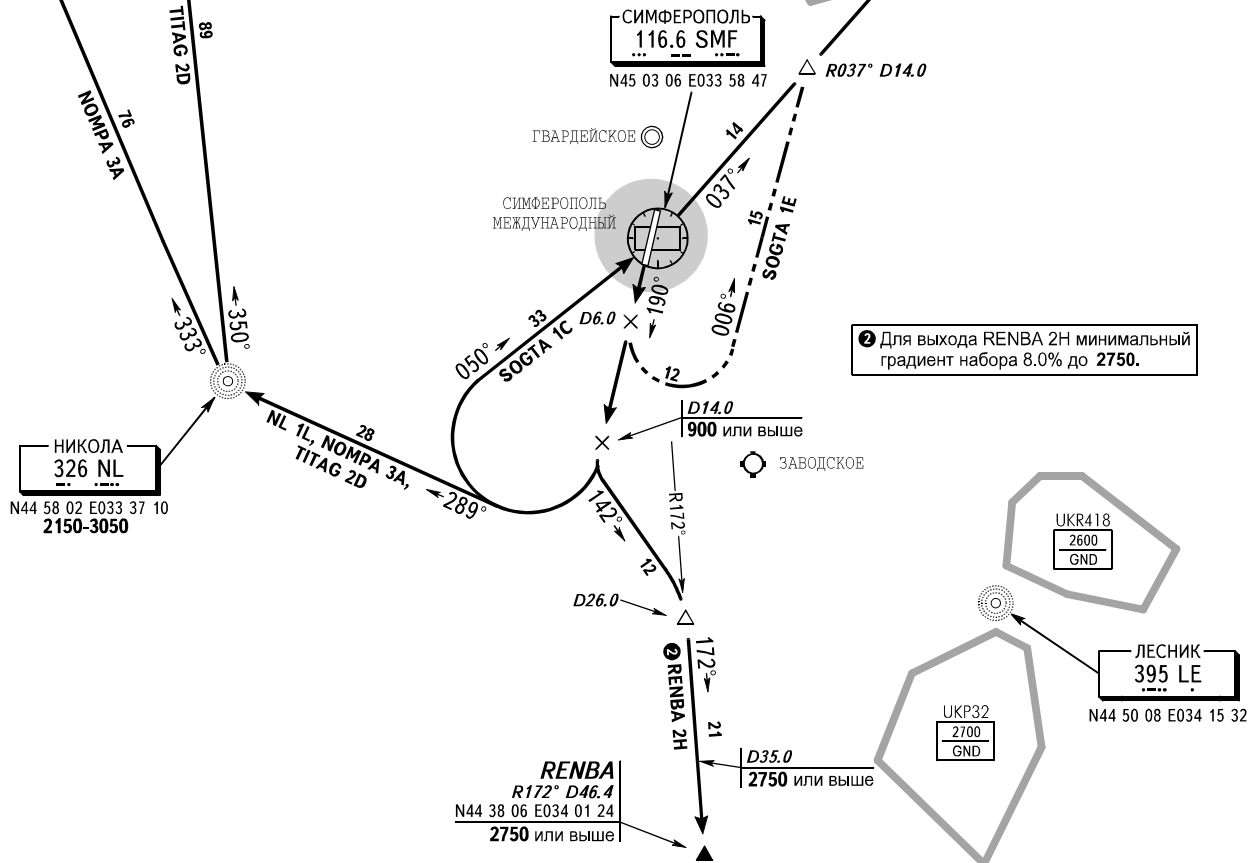 89
TITAG 2D
76
NOMPA 3A
СИМФЕРОПОЛЬ
116.6 SMF
N45 03 06 E033 58 47
R037° D14.0
ГВАРДЕЙСКОЕ
14
037°
СИМФЕРОПОЛЬ
МЕЖДУНАРОДНЫЙ
15
SOGTA 1E
190°
006°
D6.0
33
SOGTA 1C
050°
333°
350°
12
❷ Для выхода RENBA 2H минимальный
градиент набора 8.0% до 2750.
D14.0
900 или выше
28
NL 1L, NOMPA 3A,
TITAG 2D
289°
НИКОЛА
326 NL
N44 58 02 E033 37 10
2150-3050
ЗАВОДСКОЕ
R172°
142°
12
UKR418
2600
GND
D26.0
172°
❷ RENBA 2H
21
ЛЕСНИК
395 LE
N44 50 08 E034 15 32
UKP32
2700
GND
D35.0
2750 или выше
RENBA
R172° D46.4
N44 38 06 E034 01 24
2750 или выше